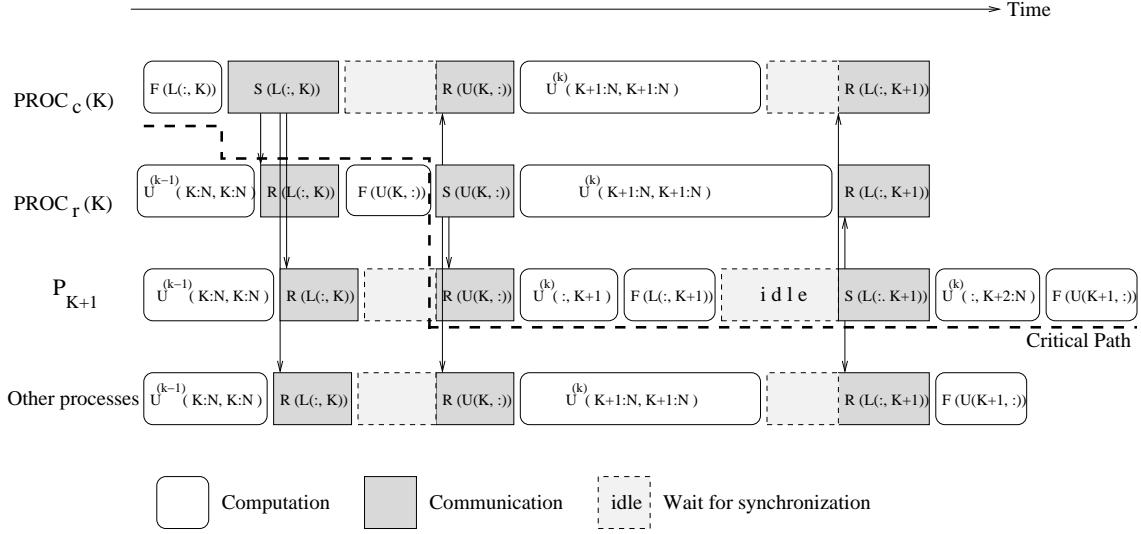 Time
PROC c (K)
F (L(:, K))
S (L(:, K))
R (U(K, :))
U (k) ( K+1:N, K+1:N )
R (L(:, K+1))
PROC r (K)
U (k−1) ( K:N, K:N )
R (L(:, K))
F (U(K, :))
S (U(K, :))
U (k) ( K+1:N, K+1:N )
R (L(:, K+1))
P K+1
U (k−1) ( K:N, K:N )
R (L(:, K))
R (U(K, :))
U (k) ( :, K+1 )
F (L(:, K+1))
i d l e
S (L(:. K+1))
U (k) ( :, K+2:N )
F (U(K+1, :))
Critical Path
Other processes
U (k−1) ( K:N, K:N )
R (L(:, K))
R (U(K, :))
U (k) ( K+1:N, K+1:N )
R (L(:, K+1))
F (U(K+1, :))
Computation
Communication
idle
Wait for synchronization